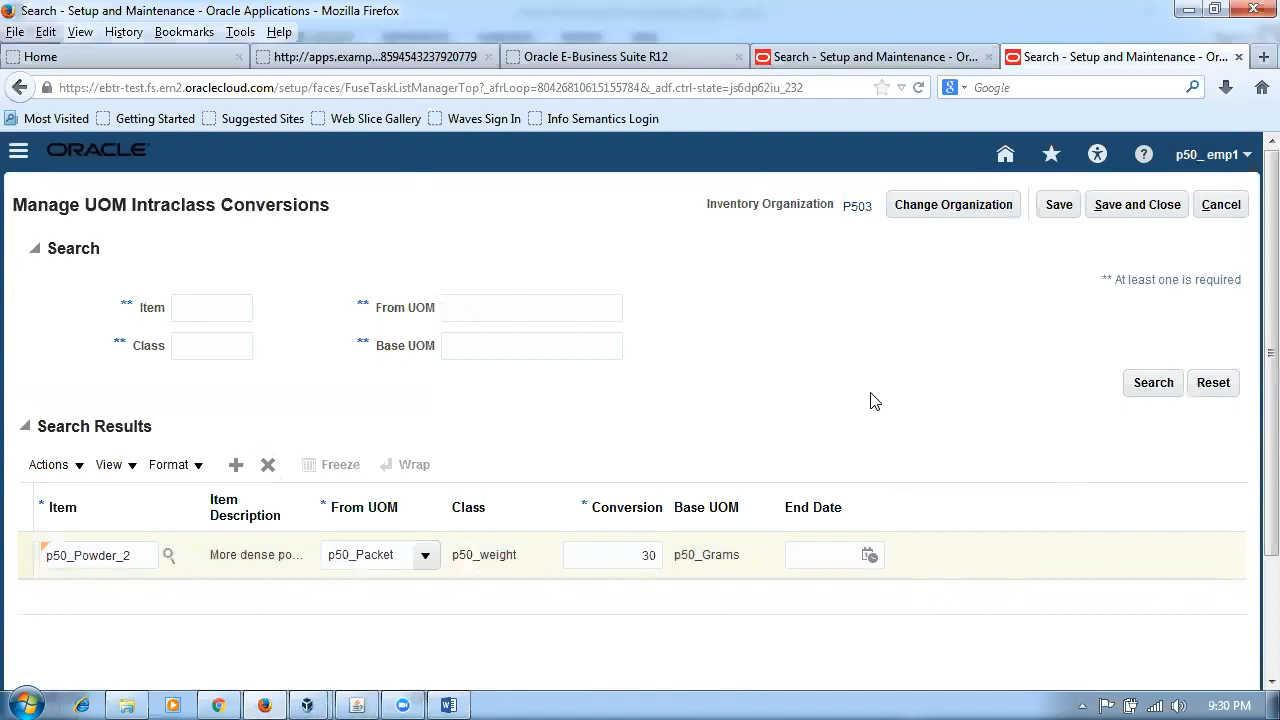 Search - Setup and Maintenance - Oracle Applications - Mozilla Firefox
File Edit View History Bookmarks Tools Help
Home http://apps.examp...8594543237920779 Oracle E-Business Suite R12 Search - Setup and Maintenance - Or... Search - Setup and Maintenance - Or...
https://ebtr-test.fs.em2.oraclecloud.com/setup/faces/FuseTaskListManagerTop?_afrLoop=80426810615155784&_adf.ctrl-state=js6dp62iu_232 Google
Most Visited Getting Started Suggested Sites Web Slice Gallery Waves Sign In Info Semantics Login
ORACLE p50_ emp1
Manage UOM Intraclass Conversions Inventory Organization P503 Change Organization Save Save and Close Cancel
Search
** At least one is required
** Item ** From UOM
** Class ** Base UOM
Search Reset
Search Results
Actions View Format Freeze Wrap
* Item Item Description * From UOM Class * Conversion Base UOM End Date
p50_Powder_2 More dense po... p50_Packet p50_weight 30 p50_Grams
9:30 PM